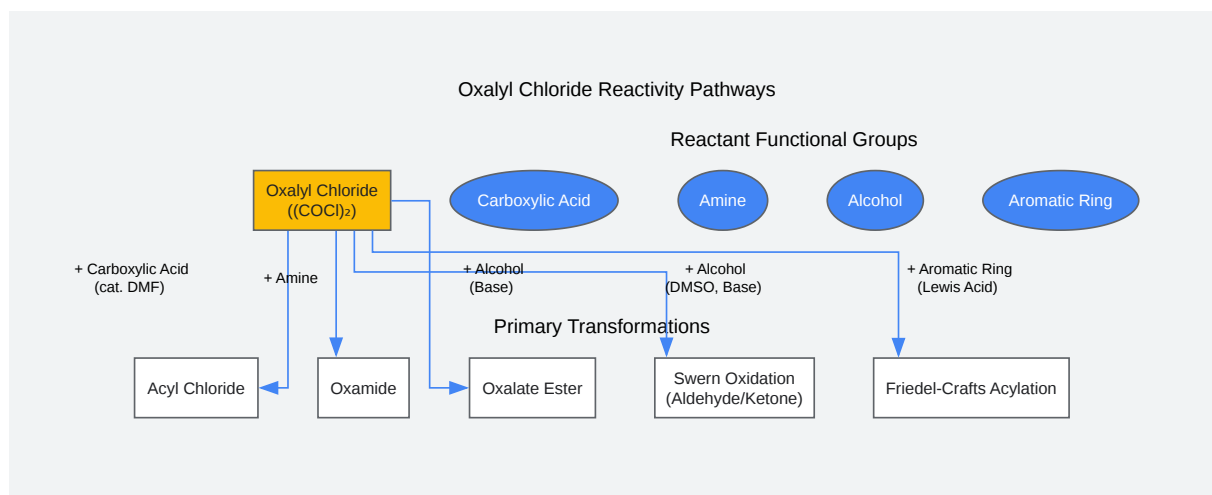 Oxalyl Chloride Reactivity Pathways
Reactant Functional Groups
Oxalyl Chloride
((COCl)₂)
Carboxylic Acid
Amine
Alcohol
Aromatic Ring
+ Carboxylic Acid
(cat. DMF)
+ Amine
+ Alcohol
(Base)
+ Alcohol
(DMSO, Base)
+ Aromatic Ring
(Lewis Acid)
Primary Transformations
Acyl Chloride
Oxamide
Oxalate Ester
Swern Oxidation
(Aldehyde/Ketone)
Friedel-Crafts Acylation